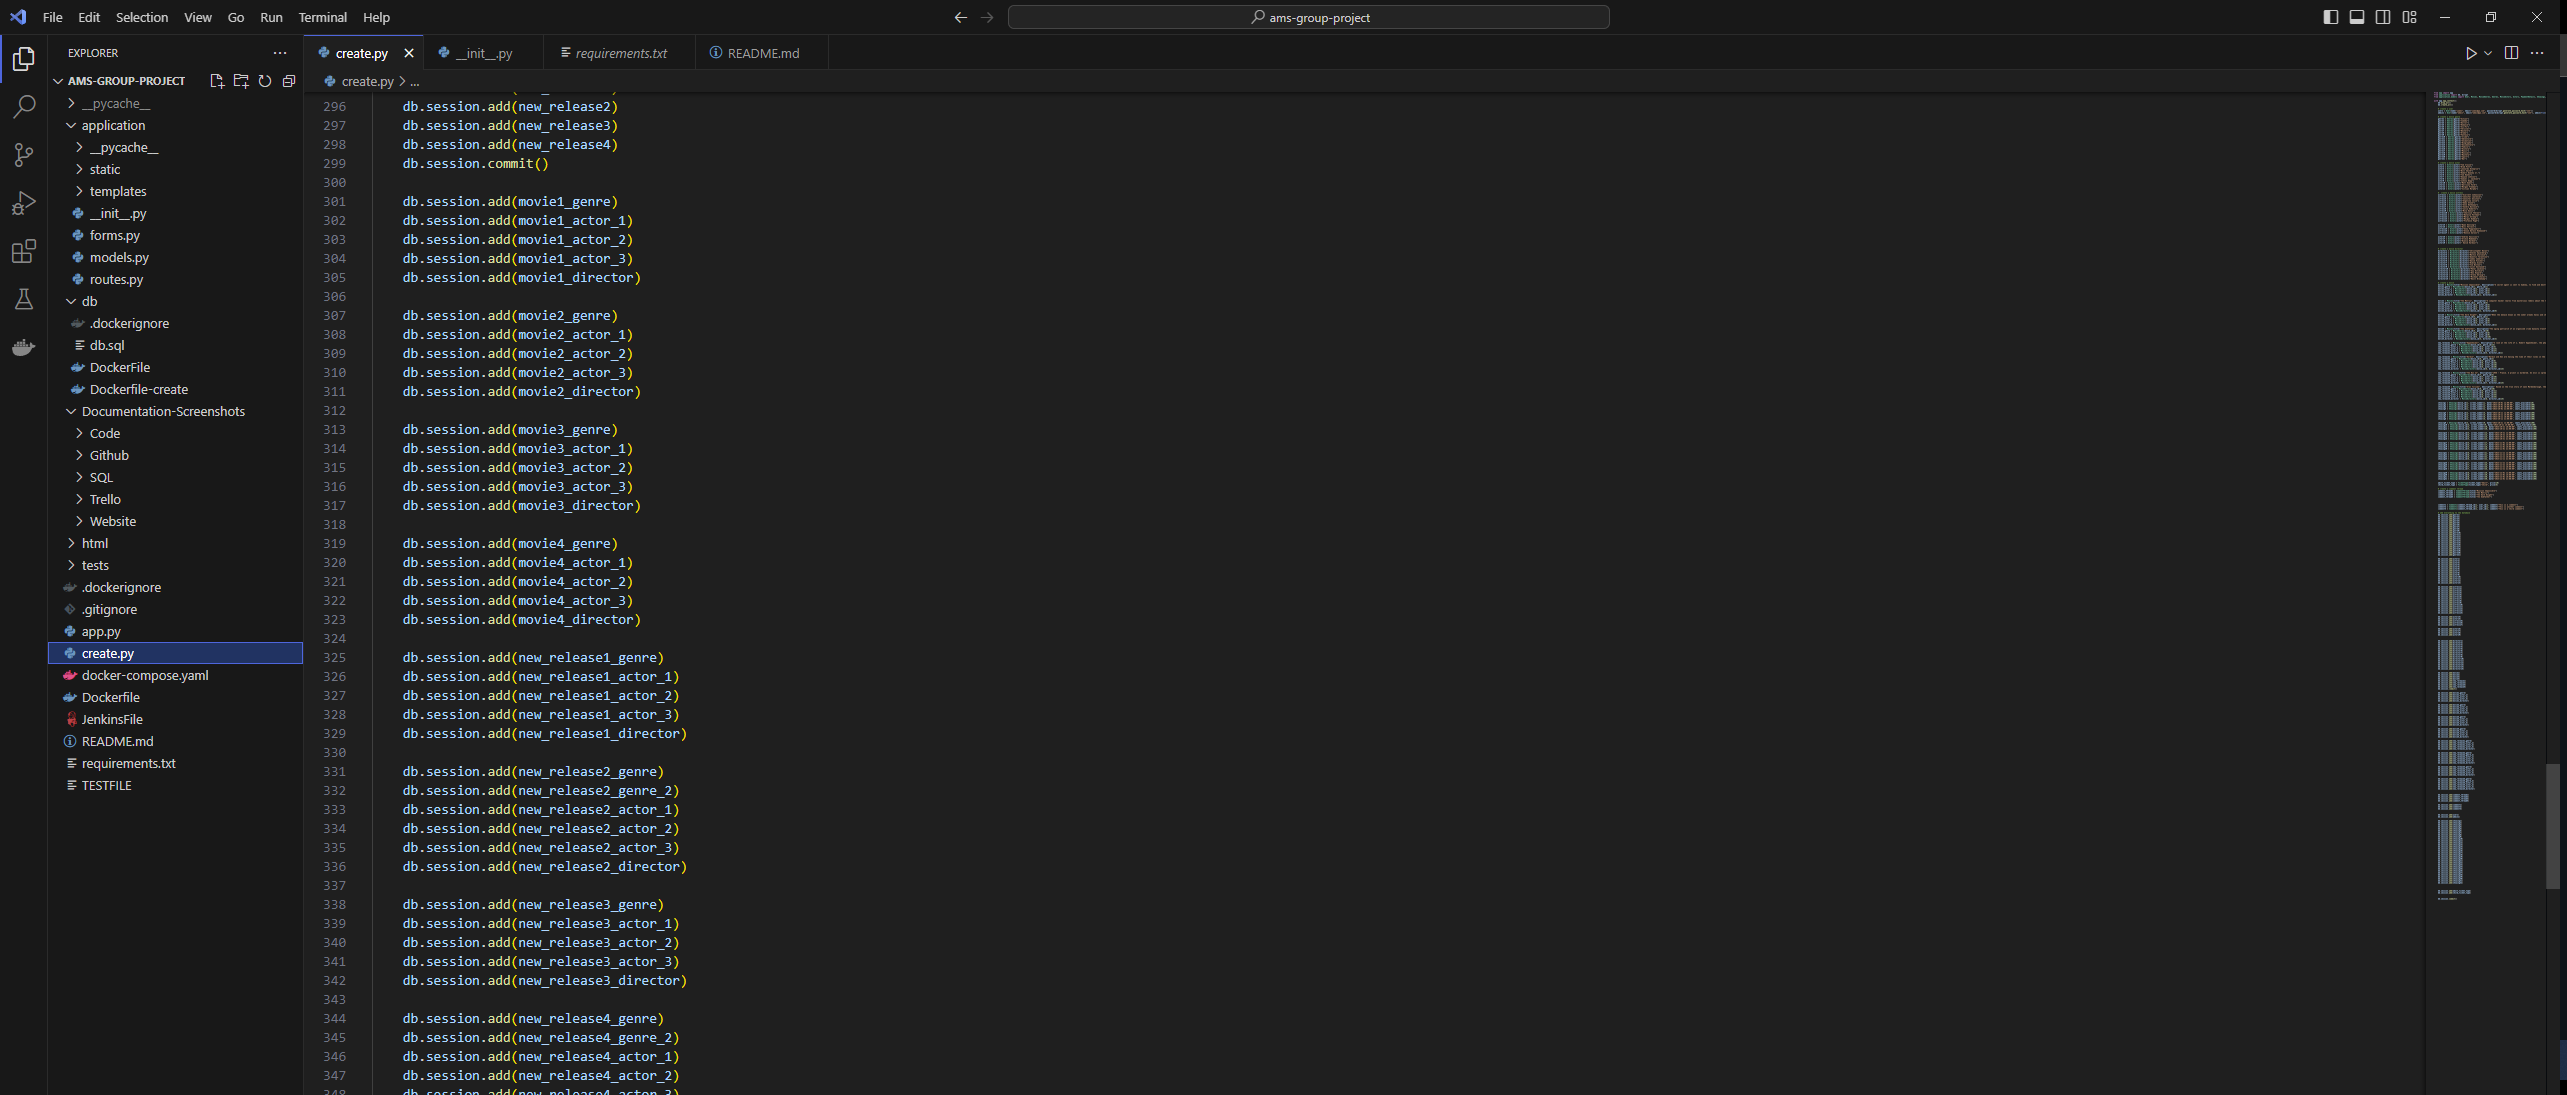 File Edit Selection View Go Run Terminal Help
ams-group-project
EXPLORER
AMS-GROUP-PROJECT
__pycache__
application
__pycache__
static
templates
__init__.py
forms.py
models.py
routes.py
db
.dockerignore
db.sql
DockerFile
Dockerfile-create
Documentation-Screenshots
Code
Github
SQL
Trello
Website
html
tests
.dockerignore
.gitignore
app.py
create.py
docker-compose.yaml
Dockerfile
JenkinsFile
README.md
requirements.txt
TESTFILE
create.py __init__.py requirements.txt README.md
create.py > ...
296 db.session.add(new_release2)
297 db.session.add(new_release3)
298 db.session.add(new_release4)
299 db.session.commit()
300
301 db.session.add(movie1_genre)
302 db.session.add(movie1_actor_1)
303 db.session.add(movie1_actor_2)
304 db.session.add(movie1_actor_3)
305 db.session.add(movie1_director)
306
307 db.session.add(movie2_genre)
308 db.session.add(movie2_actor_1)
309 db.session.add(movie2_actor_2)
310 db.session.add(movie2_actor_3)
311 db.session.add(movie2_director)
312
313 db.session.add(movie3_genre)
314 db.session.add(movie3_actor_1)
315 db.session.add(movie3_actor_2)
316 db.session.add(movie3_actor_3)
317 db.session.add(movie3_director)
318
319 db.session.add(movie4_genre)
320 db.session.add(movie4_actor_1)
321 db.session.add(movie4_actor_2)
322 db.session.add(movie4_actor_3)
323 db.session.add(movie4_director)
324
325 db.session.add(new_release1_genre)
326 db.session.add(new_release1_actor_1)
327 db.session.add(new_release1_actor_2)
328 db.session.add(new_release1_actor_3)
329 db.session.add(new_release1_director)
330
331 db.session.add(new_release2_genre)
332 db.session.add(new_release2_genre_2)
333 db.session.add(new_release2_actor_1)
334 db.session.add(new_release2_actor_2)
335 db.session.add(new_release2_actor_3)
336 db.session.add(new_release2_director)
337
338 db.session.add(new_release3_genre)
339 db.session.add(new_release3_actor_1)
340 db.session.add(new_release3_actor_2)
341 db.session.add(new_release3_actor_3)
342 db.session.add(new_release3_director)
343
344 db.session.add(new_release4_genre)
345 db.session.add(new_release4_genre_2)
346 db.session.add(new_release4_actor_1)
347 db.session.add(new_release4_actor_2)
348 db.session.add(new_release4_actor_3)